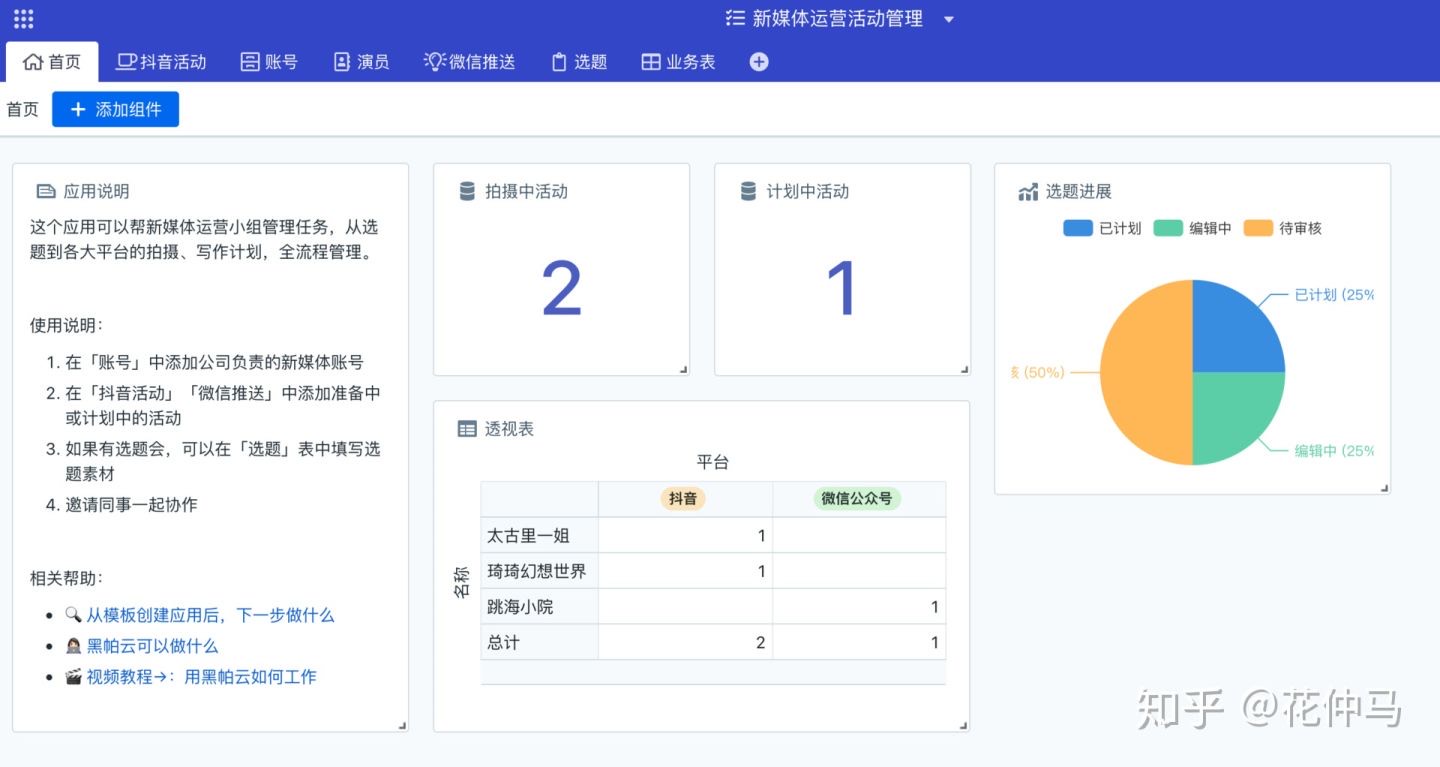 新媒体运营活动管理
首页
抖音活动
账号
演员
微信推送
选题
业务表
首页
添加组件
应用说明
这个应用可以帮新媒体运营小组管理任务，从选
题到各大平台的拍摄、写作计划，全流程管理。
使用说明：
1. 在「账号」中添加公司负责的新媒体账号
2. 在「抖音活动」「微信推送」中添加准备中
或计划中的活动
3. 如果有选题会，可以在「选题」表中填写选
题素材
4. 邀请同事一起协作
相关帮助：
从模板创建应用后，下一步做什么
黑帕云可以做什么
视频教程→：用黑帕云如何工作
拍摄中活动
2
计划中活动
1
透视表
平台
抖音 微信公众号
名称
太古里一姐 1
琦琦幻想世界 1
跳海小院 1
总计 2 1
选题进展
已计划 编辑中 待审核
已计划 (25%
(50%)
编辑中 (25%
知乎 @花仲马